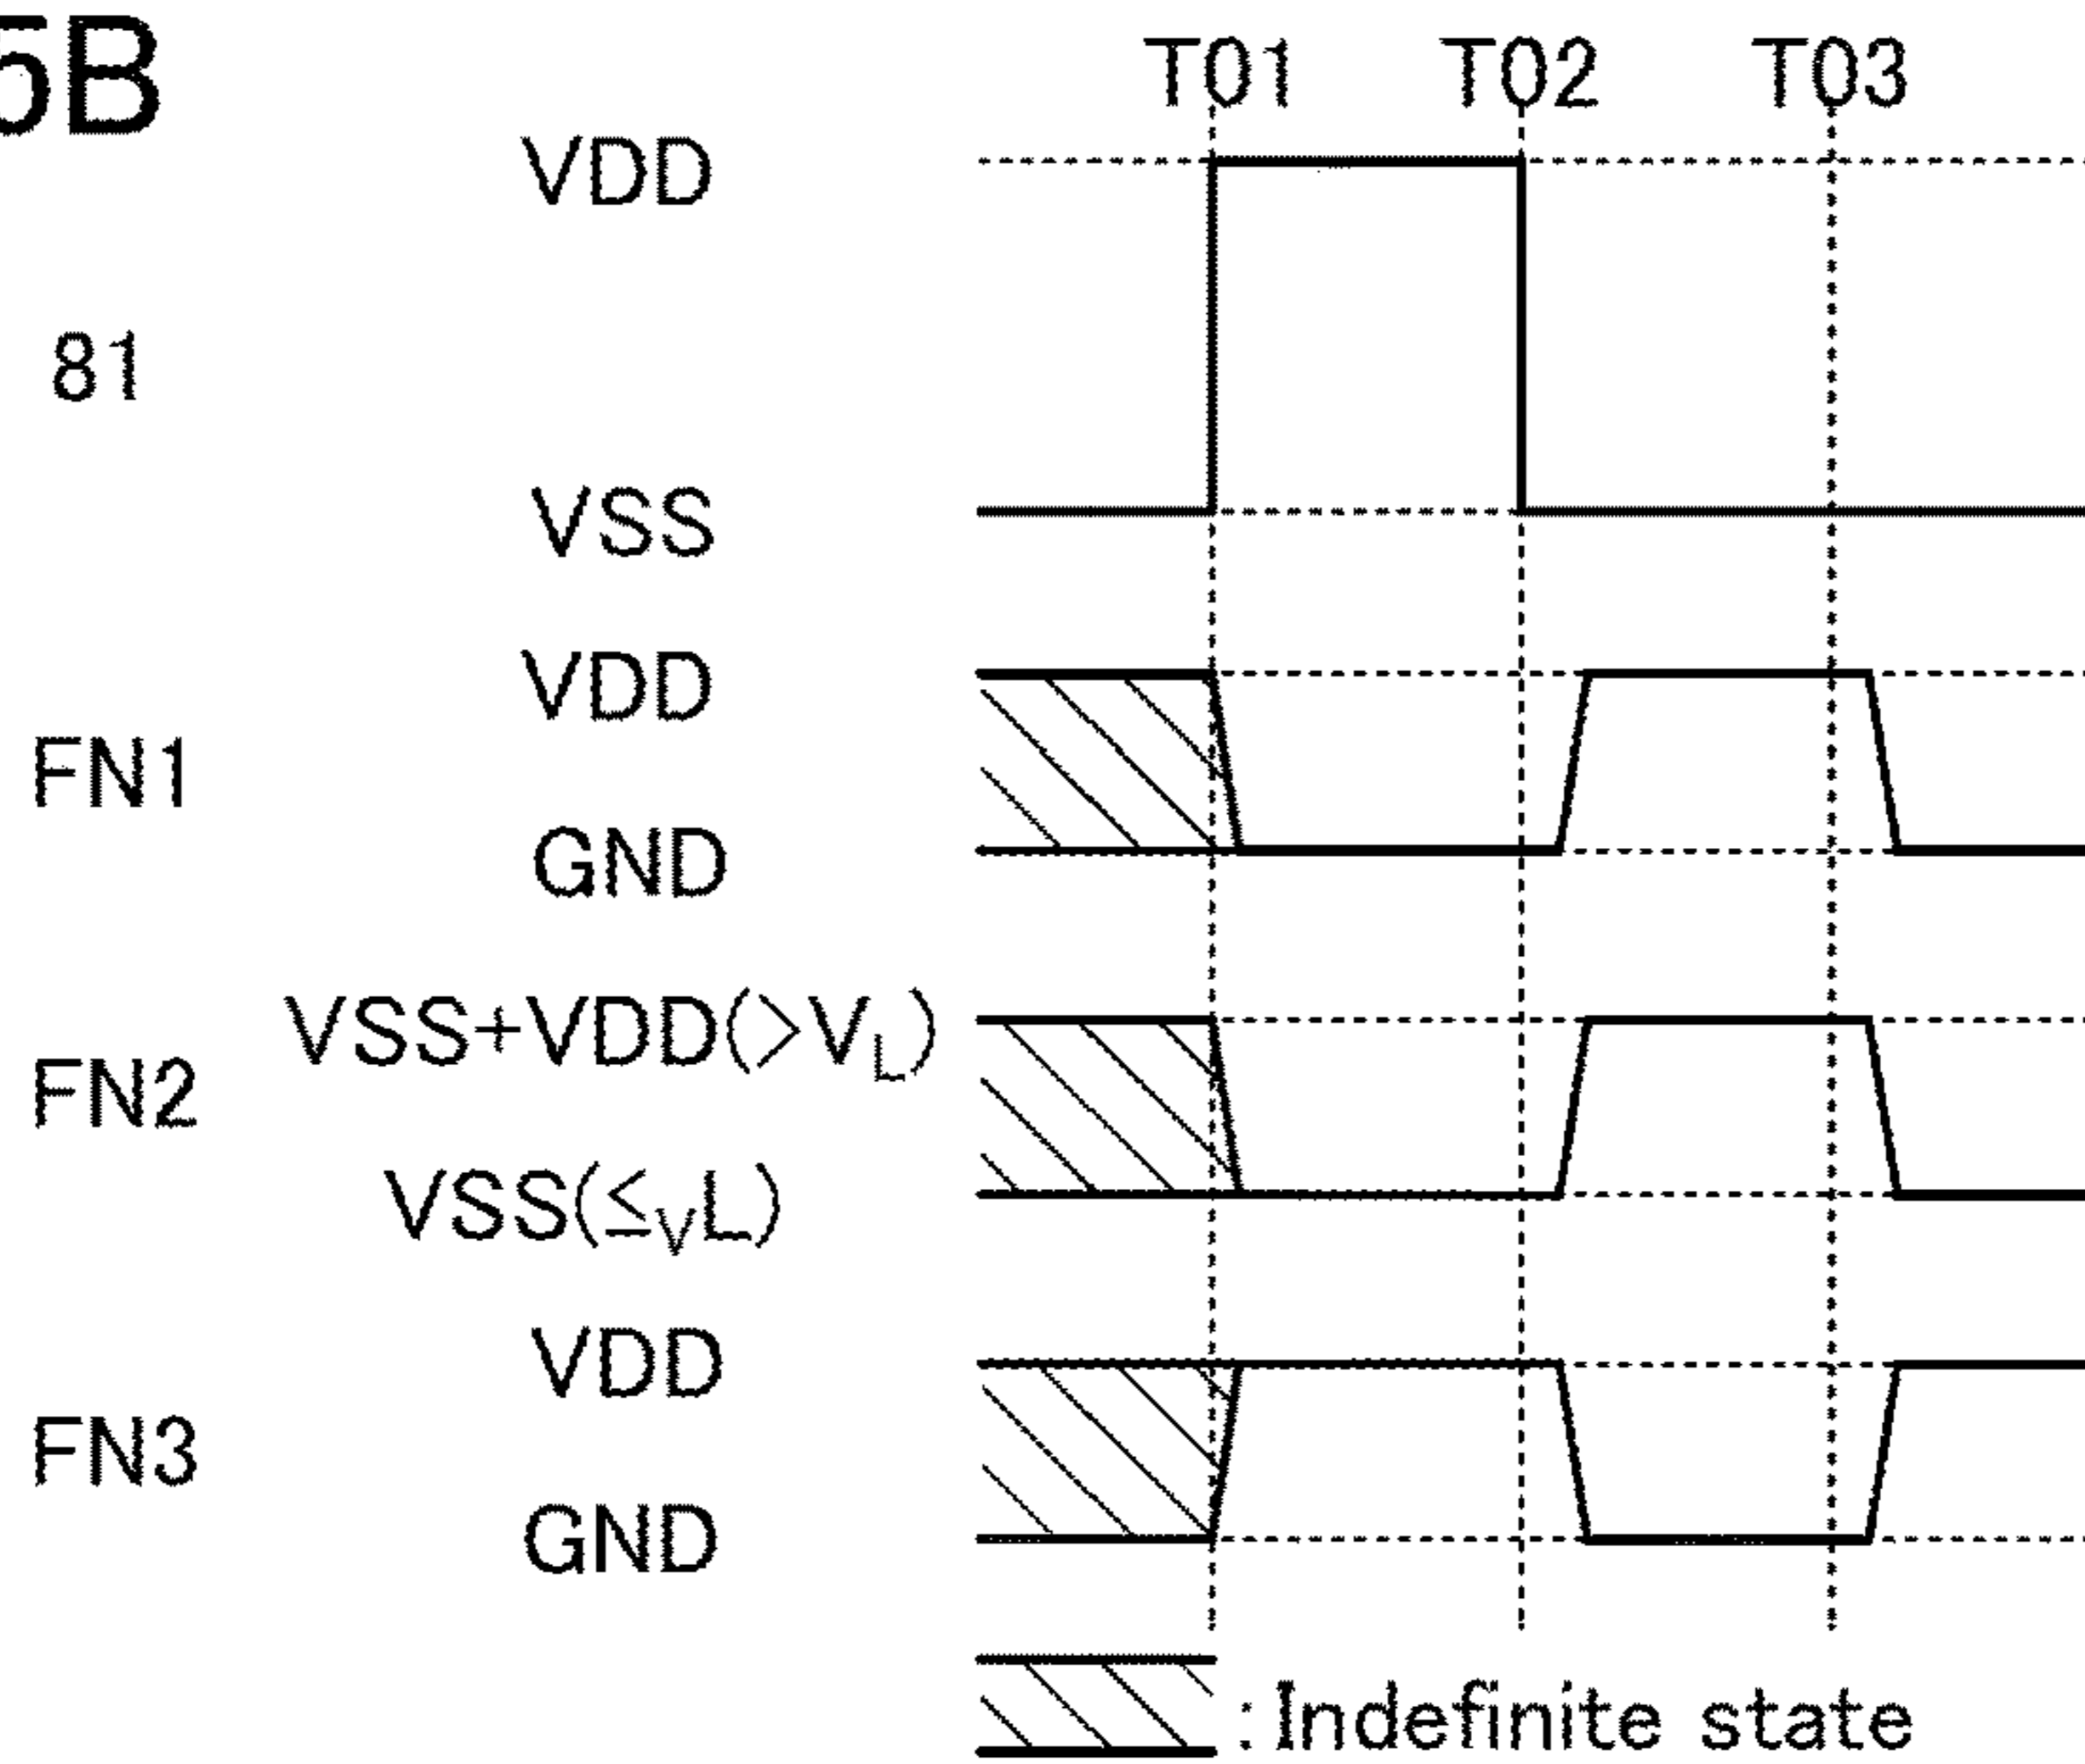 5B
T01 T02 T03
VDD
81
VSS
VDD
FN1
GND
VSS+VDD(>VL)
FN2
VSS(≤VL)
VDD
FN3
GND
: Indefinite state